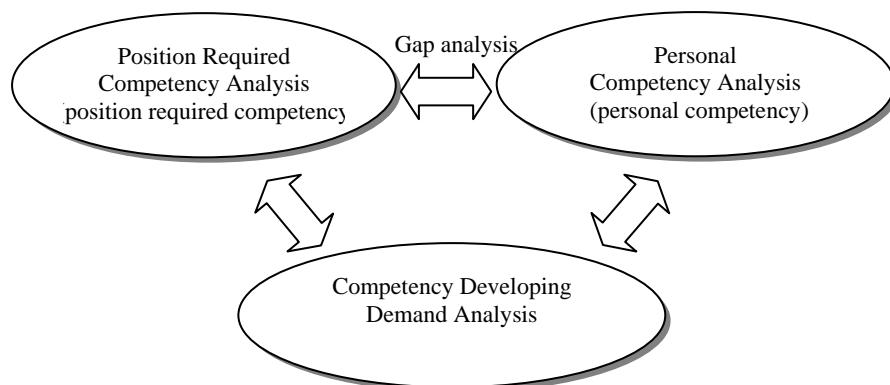 Position Required
Competency Analysis
position required competency
Gap analysis
Personal
Competency Analysis
(personal competency)
Competency Developing
Demand Analysis